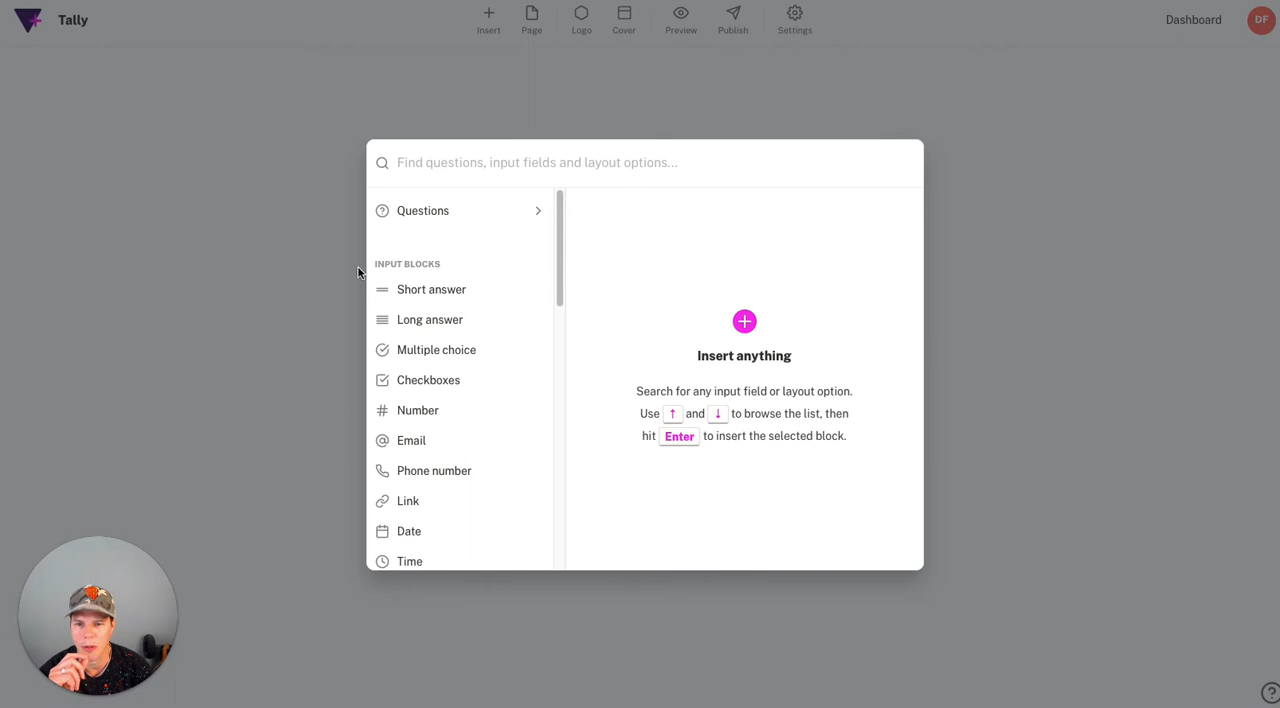 Tally
Insert
Page
Logo
Cover
Preview
Publish
Settings
Dashboard
DF
Find questions, input fields and layout options...
Questions
INPUT BLOCKS
Short answer
Long answer
Multiple choice
Checkboxes
Number
Email
Phone number
Link
Date
Time
Insert anything
Search for any input field or layout option.
Use ↑ and ↓ to browse the list, then
hit Enter to insert the selected block.